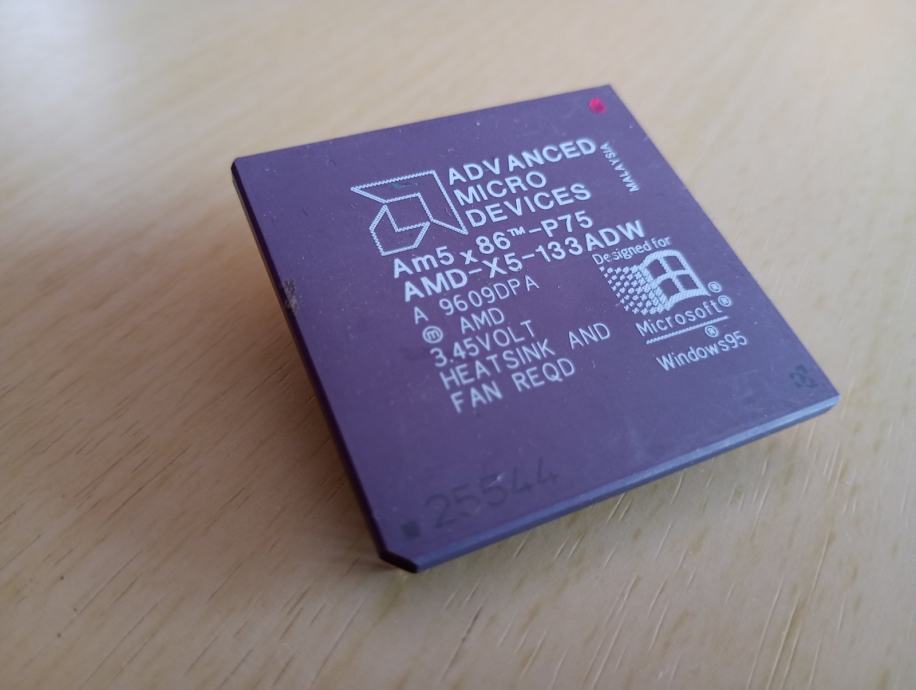 ADVANCED
MICRO
DEVICES
MALAYSIA
Am5x86™-P75
AMD-X5-133ADW
A 9609DPA
Ⓜ AMD
3.45VOLT
HEATSINK AND
FAN REQD
Designed for
Microsoft®
®
Windows95
25544